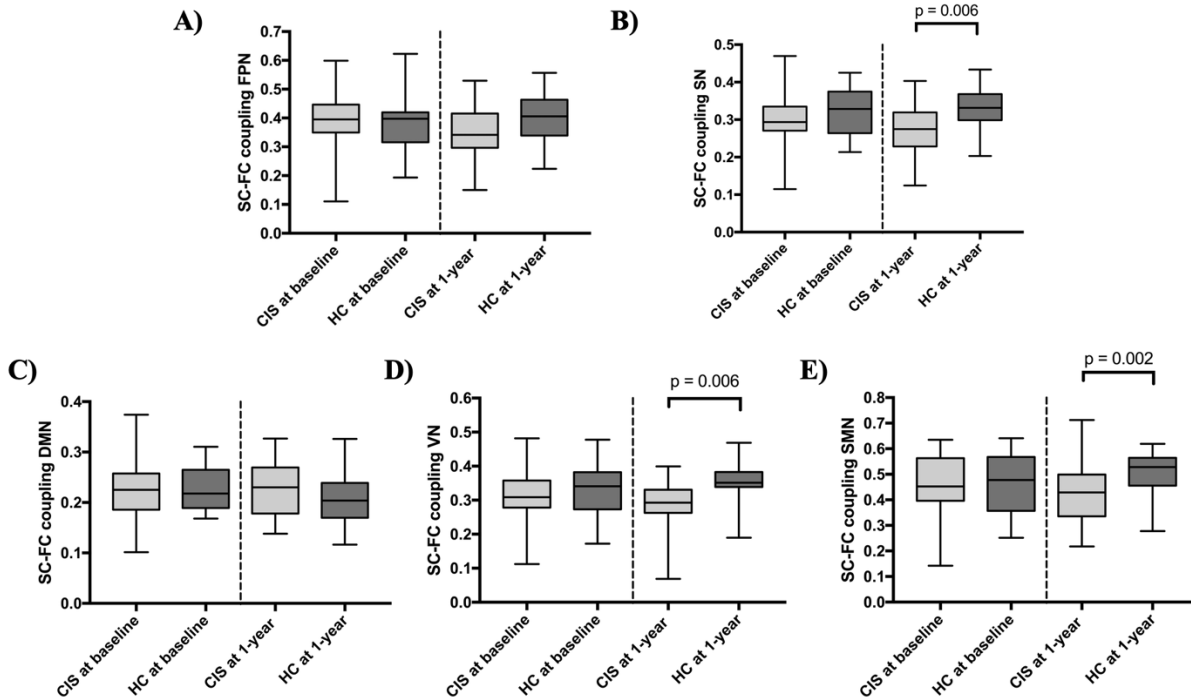 A)
SC-FC coupling FPN
0.7
0.6
0.5
0.4
0.3
0.2
0.1
0.0
CIS at baseline
HC at baseline
CIS at 1-year
HC at 1-year
B)
p = 0.006
SC-FC coupling SN
0.5
0.4
0.3
0.2
0.1
0.0
CIS at baseline
HC at baseline
CIS at 1-year
HC at 1-year
C)
SC-FC coupling DMN
0.4
0.3
0.2
0.1
0.0
CIS at baseline
HC at baseline
CIS at 1-year
HC at 1-year
D)
p = 0.006
SC-FC coupling VN
0.6
0.5
0.4
0.3
0.2
0.1
0.0
CIS at baseline
HC at baseline
CIS at 1-year
HC at 1-year
E)
p = 0.002
SC-FC coupling SMN
0.8
0.7
0.6
0.5
0.4
0.3
0.2
0.1
0.0
CIS at baseline
HC at baseline
CIS at 1-year
HC at 1-year